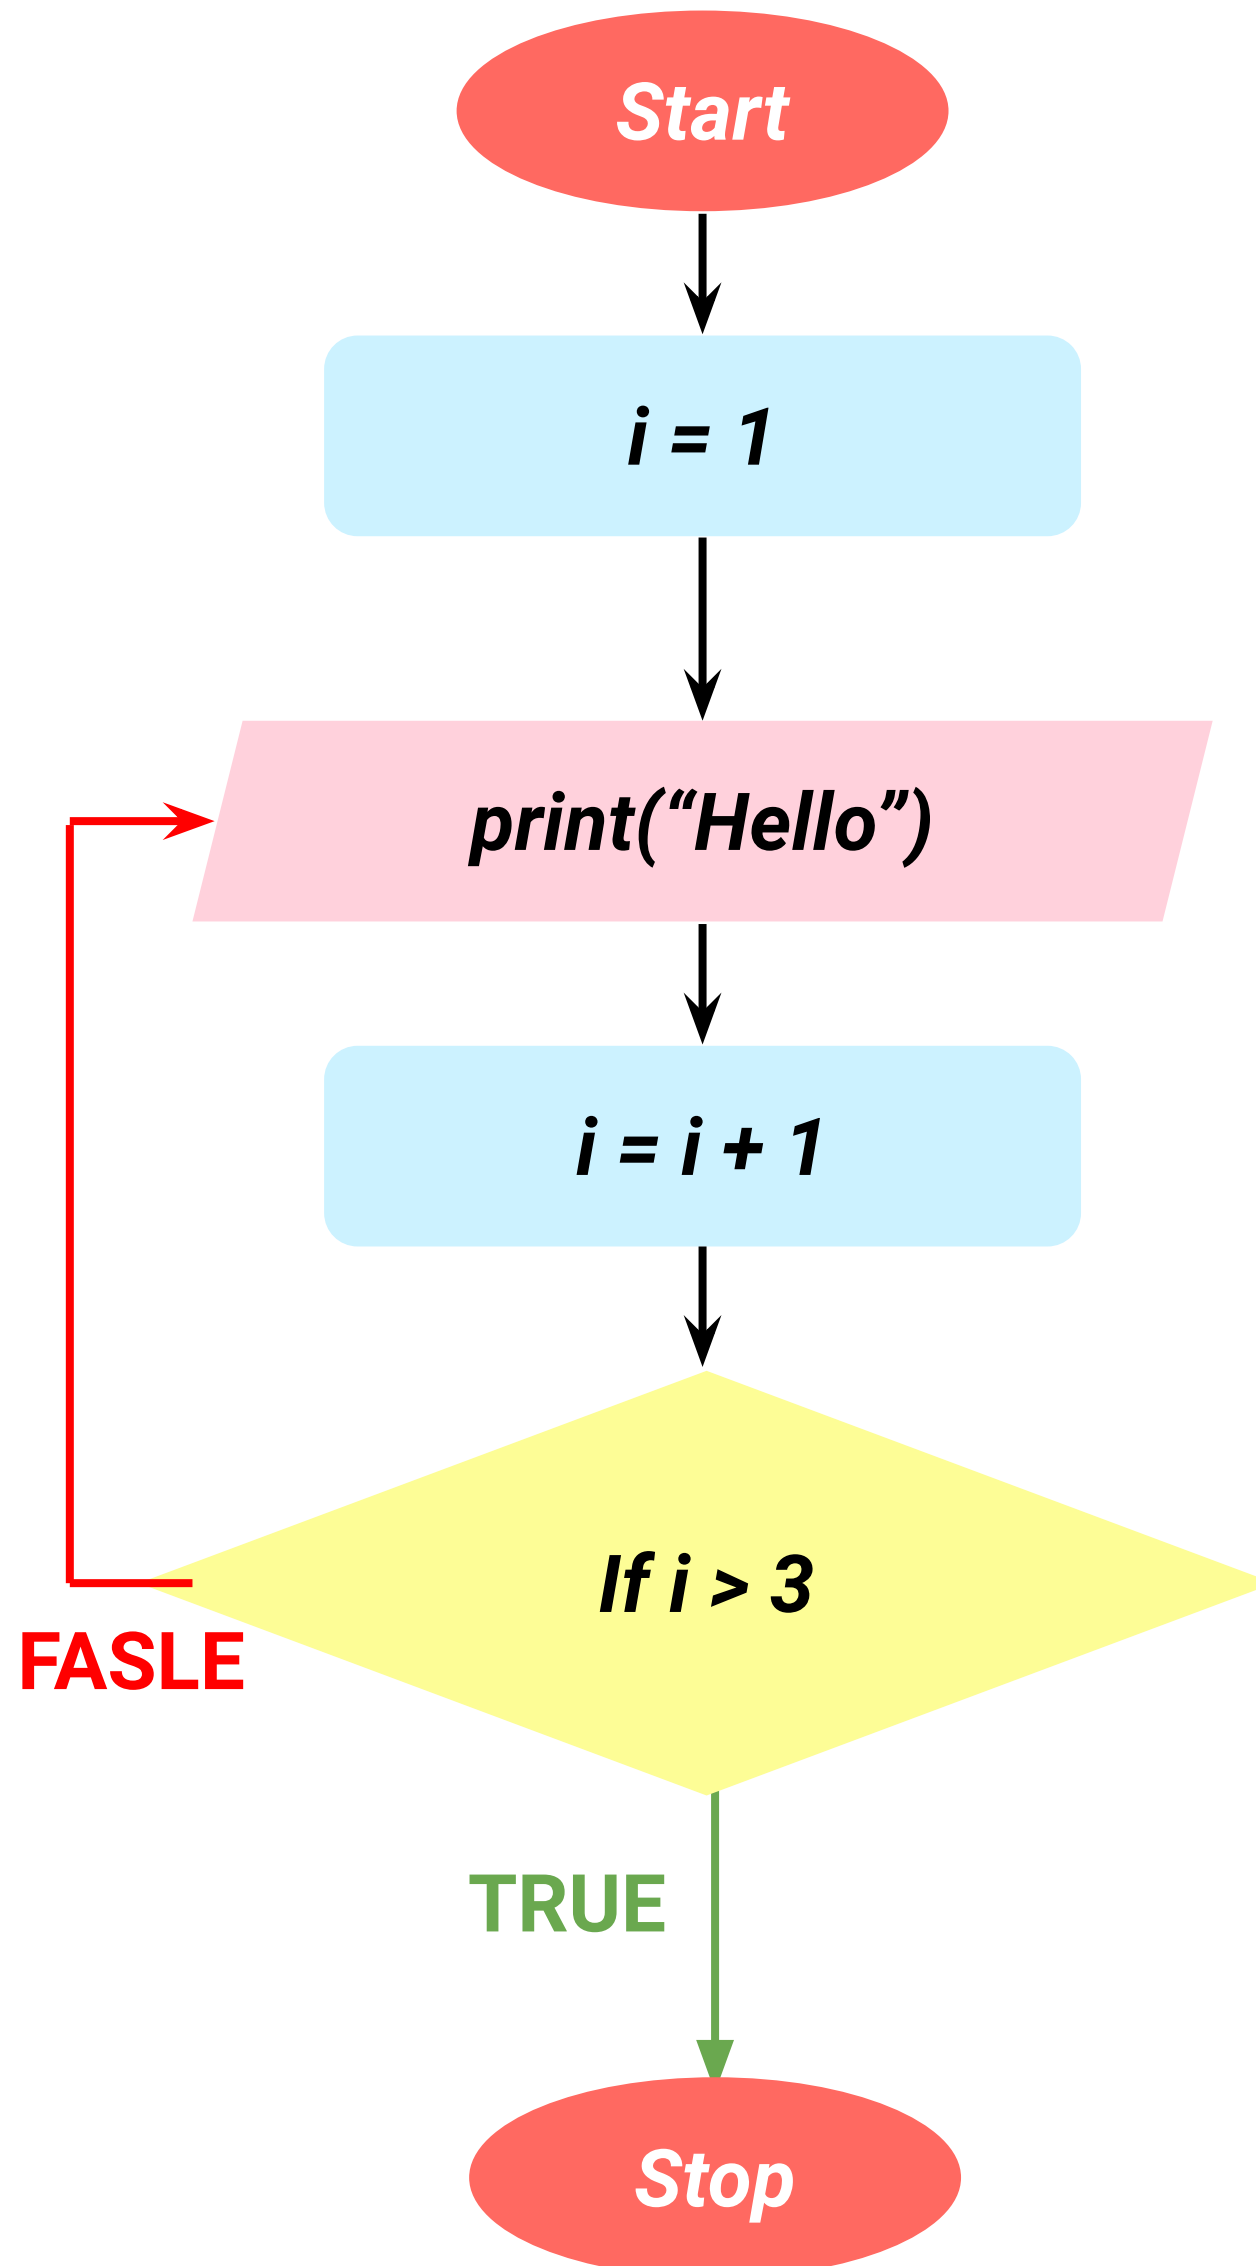 Start
i = 1
print(“Hello”)
i = i + 1
If i > 3
FASLE
TRUE
Stop